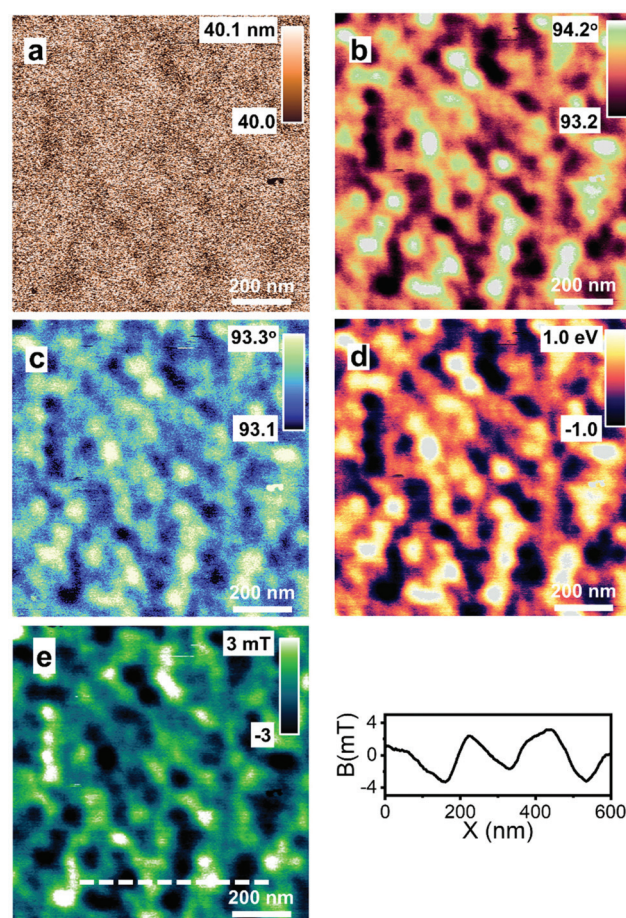 a
40.1 nm
40.0
200 nm
b
94.2°
93.2
200 nm
c
93.3°
93.1
200 nm
d
1.0 eV
-1.0
200 nm
e
3 mT
-3
200 nm
B(mT)
4
0
-4
0 200 400 600
X (nm)